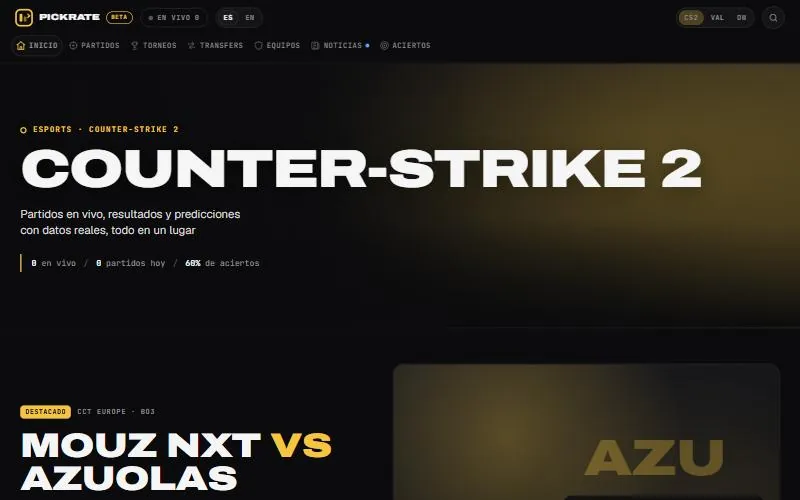 PICKRATE BETA EN VIVO 0 ES EN CS2 VAL DW
INICIO PARTIDOS TORNEOS TRANSFERS EQUIPOS NOTICIAS ACIERTOS
ESPORTS · COUNTER-STRIKE 2
COUNTER-STRIKE 2
Partidos en vivo, resultados y predicciones
con datos reales, todo en un lugar
0 en vivo / 0 partidos hoy / 60% de aciertos
DESTACADO CCT EUROPE · BO3
MOUZ NXT VS
AZUOLAS
AZU